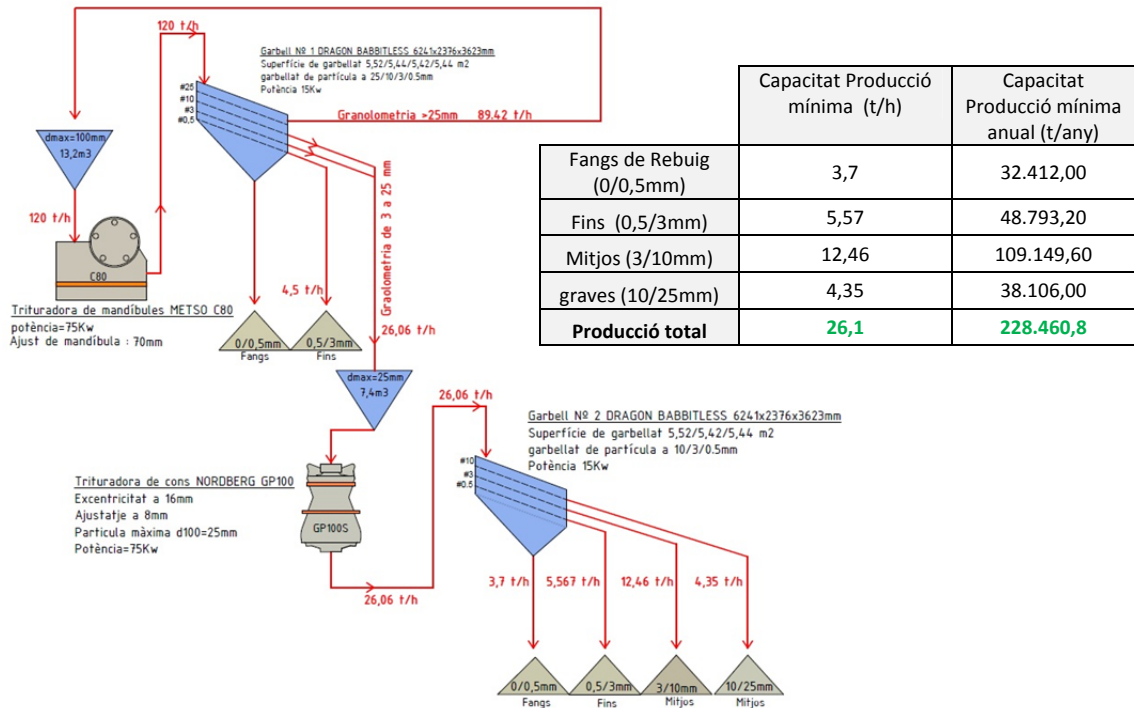 120 t/h
Garbell Nº 1 DRAGON BABBITLESS 6241x2376x3623mm
Superfície de garbellat 5,52/5,44/5,42/5,44 m2
garbellat de partícula a 25/10/3/0.5mm
Potència 15Kw
#25
#10
#3
#0,5
Granolometria >25mm 89.42 t/h
dmax=100mm
13,2m3
120 t/h
C80
Trituradora de mandíbules METSO C80
potència=75Kw
Ajust de mandíbula : 70mm
4,5 t/h
Graolometria de 3 a 25 mm
26,06 t/h
0/0,5mm
Fangs
0,5/3mm
Fins
dmax=25mm
7,4m3
Capacitat Producció mínima (t/h)
Capacitat Producció mínima anual (t/any)
Fangs de Rebuig (0/0,5mm)
3,7
32.412,00
Fins (0,5/3mm)
5,57
48.793,20
Mitjos (3/10mm)
12,46
109.149,60
graves (10/25mm)
4,35
38.106,00
Producció total
26,1
228.460,8
26,06 t/h
Garbell Nº 2 DRAGON BABBITLESS 6241x2376x3623mm
Superfície de garbellat 5,52/5,42/5,44 m2
garbellat de partícula a 10/3/0.5mm
Potència 15Kw
#10
#3
#0.5
Trituradora de cons NORDBERG GP100
Excentricitat a 16mm
Ajustatje a 8mm
Particula màxima d100=25mm
Potència=75Kw
GP100S
26,06 t/h
3,7 t/h
5,567 t/h
12,46 t/h
4,35 t/h
0/0,5mm
Fangs
0,5/3mm
Fins
3/10mm
Mitjos
10/25mm
Mitjos